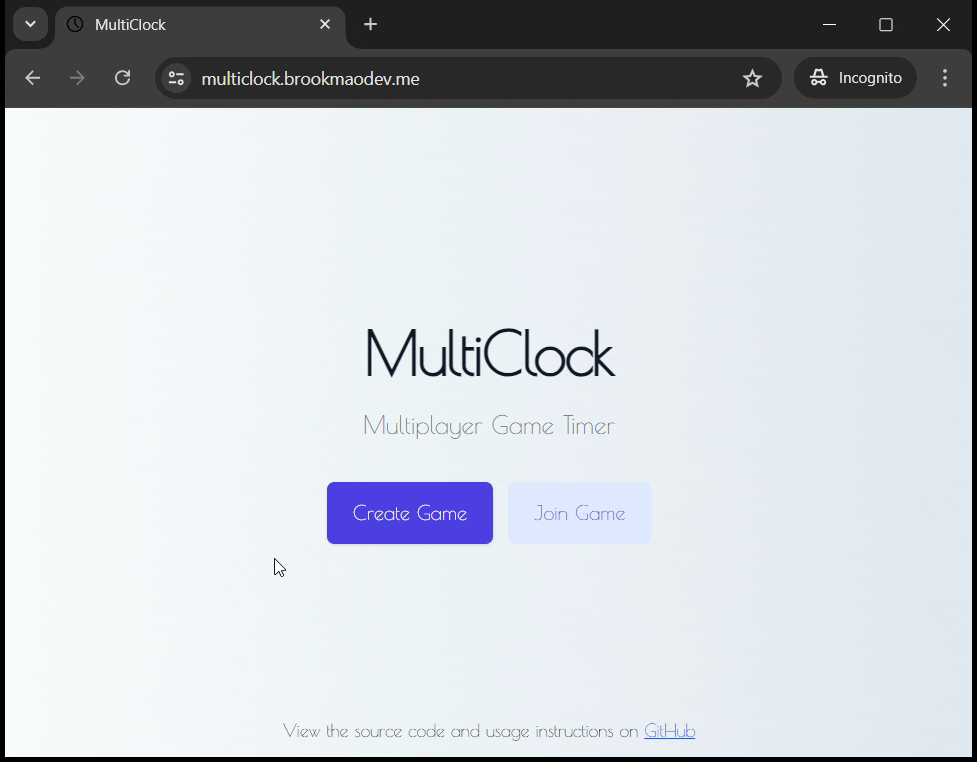 MultiClock
multiclock.brookmaodev.me
Incognito
MultiClock
Multiplayer Game Timer
Create Game
Join Game
View the source code and usage instructions on GitHub